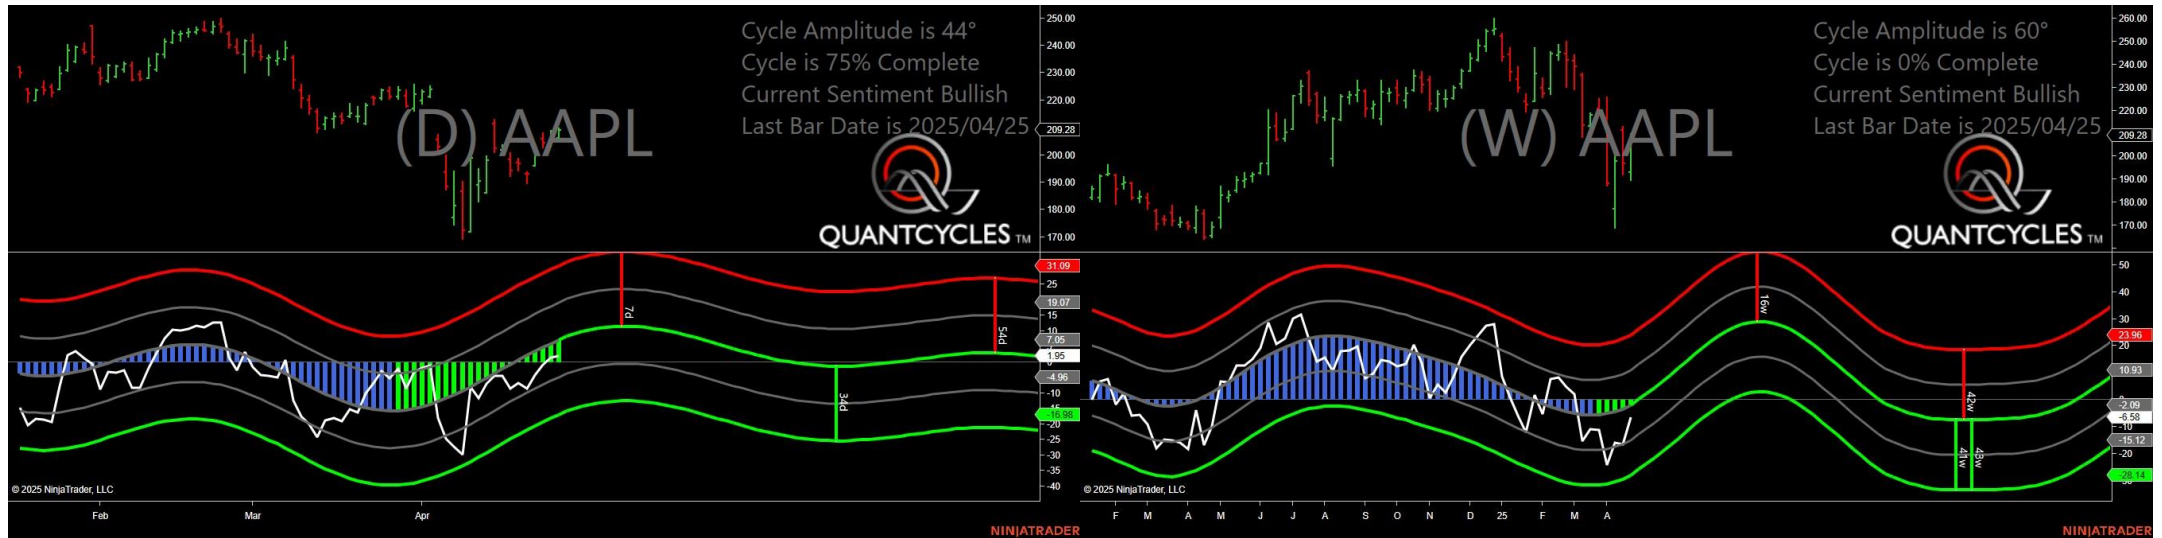 Cycle Amplitude is 44°
Cycle is 75% Complete
Current Sentiment Bullish
Last Bar Date is 2025/04/25
(D) AAPL
QUANTCYCLES TM
250.00
240.00
230.00
220.00
209.28
200.00
190.00
180.00
170.00
31.09
25
19.07
15
10
7.05
1.95
-4.96
-10
-15
-16.98
-20
-25
-30
-35
-40
7d
34d
54d
© 2025 NinjaTrader, LLC
Feb Mar Apr
NINJATRADER
Cycle Amplitude is 60°
Cycle is 0% Complete
Current Sentiment Bullish
Last Bar Date is 2025/04/25
(W) AAPL
QUANTCYCLES TM
260.00
250.00
240.00
230.00
220.00
209.28
200.00
190.00
180.00
170.00
50
40
30
23.96
20
10.93
-2.09
-6.58
-10
-15.12
-20
-28.14
16w
42w
41w
43w
© 2025 NinjaTrader, LLC
F M A M J J A S O N D 25 F M A
NINJATRADER